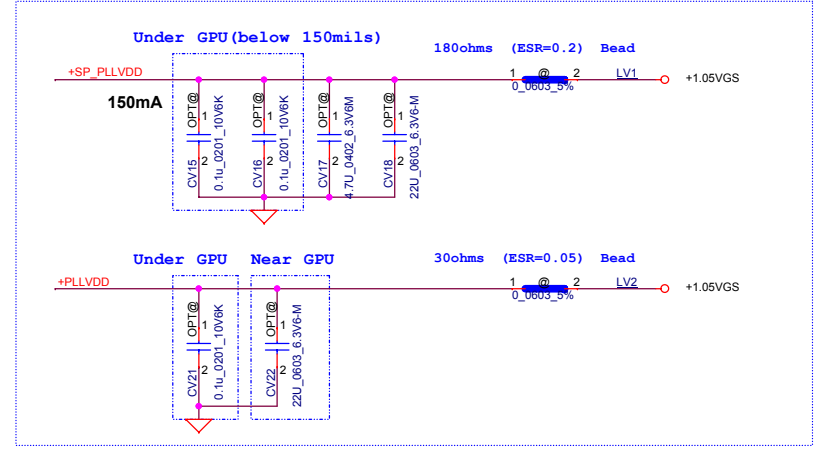 Under GPU(below 150mils)
180ohms (ESR=0.2) Bead
+SP_PLLVDD
1 @ 2 LV1
+1.05VGS
0_0603_5%
150mA
OPT@ 1
CV15 2
0.1u_0201_10V6K
OPT@ 1
CV16 2
0.1u_0201_10V6K
OPT@ 1
CV17 2
4.7U_0402_6.3V6M
OPT@ 1
CV18 2
22U_0603_6.3V6-M
Under GPU
Near GPU
30ohms (ESR=0.05) Bead
+PLLVDD
1 @ 2 LV2
+1.05VGS
0_0603_5%
OPT@ 1
CV21 2
0.1u_0201_10V6K
OPT@ 1
CV22 2
22U_0603_6.3V6-M